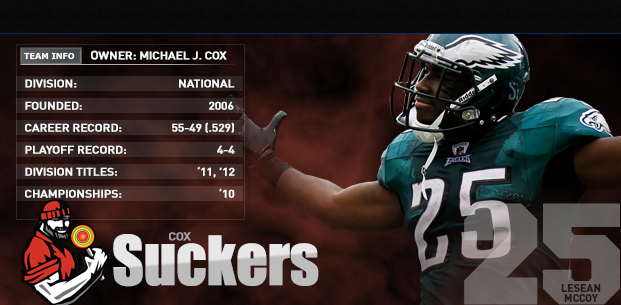 TEAM INFO OWNER: MICHAEL J. COX
DIVISION: NATIONAL
FOUNDED: 2006
CAREER RECORD: 55-49 (.529)
PLAYOFF RECORD: 4-4
DIVISION TITLES: '11, '12
CHAMPIONSHIPS: '10
COX
Suckers
Riddell
EAGLES
25
25
LESEAN
MCCOY